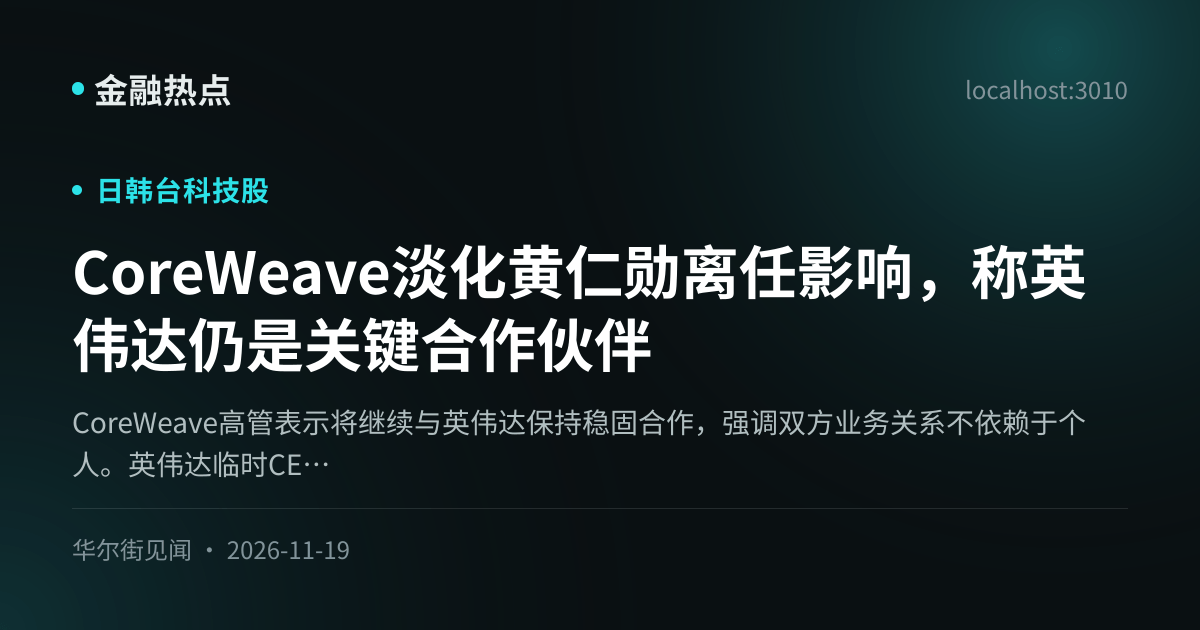 金融热点
localhost:3010
日韩台科技股
CoreWeave淡化黄仁勋离任影响，称英
伟达仍是关键合作伙伴
CoreWeave高管表示将继续与英伟达保持稳固合作，强调双方业务关系不依赖于个
人。英伟达临时CE…
华尔街见闻 • 2026-11-19